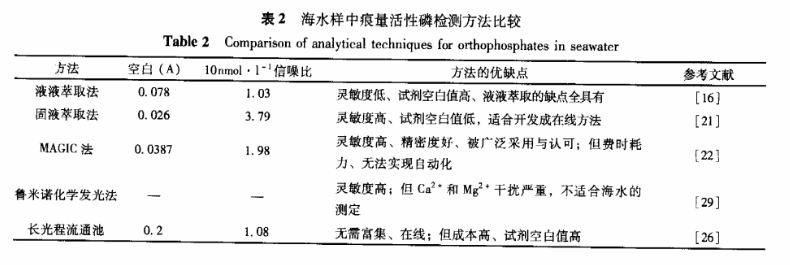 表 2 海水样中痕量活性磷检测方法比较
Table 2 Comparison of analytical techniques for orthophosphates in seawater
方法 空白 (A) 10nmol·l⁻¹信噪比 方法的优缺点 参考文献
液液萃取法 0.078 1.03 灵敏度低、试剂空白值高、液液萃取的缺点全具有 [16]
固液萃取法 0.026 3.79 灵敏度高、试剂空白值低，适合开发成在线方法 [21]
MAGIC 法 0.0387 1.98 灵敏度高、精密度好、被广泛采用与认可；但费时耗
力、无法实现自动化 [22]
鲁米诺化学发光法 — — 灵敏度高；但 Ca²⁺ 和 Mg²⁺ 干扰严重，不适合海水的
测定 [29]
长光程流通池 0.2 1.08 无需富集、在线；但成本高、试剂空白值高 [26]